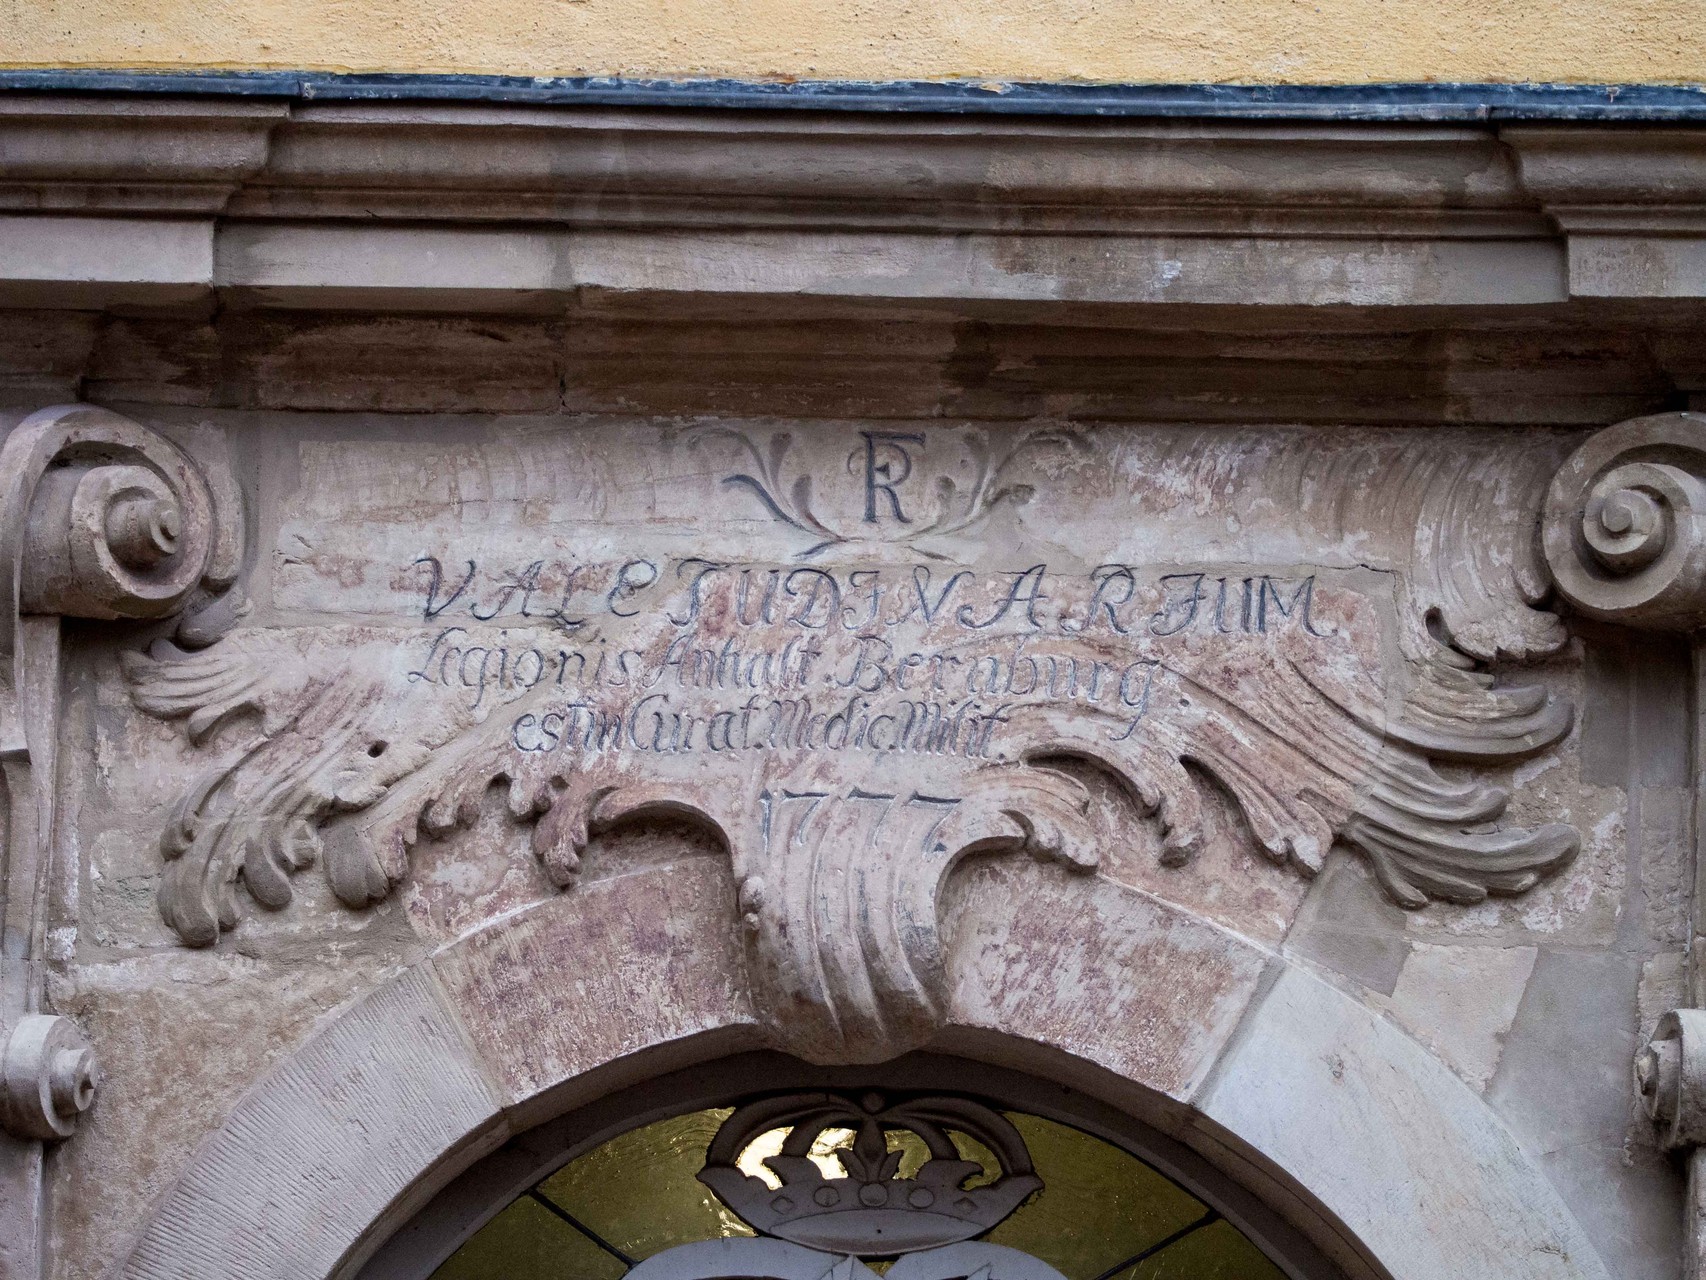 FR
VALETUDINARIUM
Legionis Anhalt. Bernburg.
est in Curat. Medic. Milit.
1777